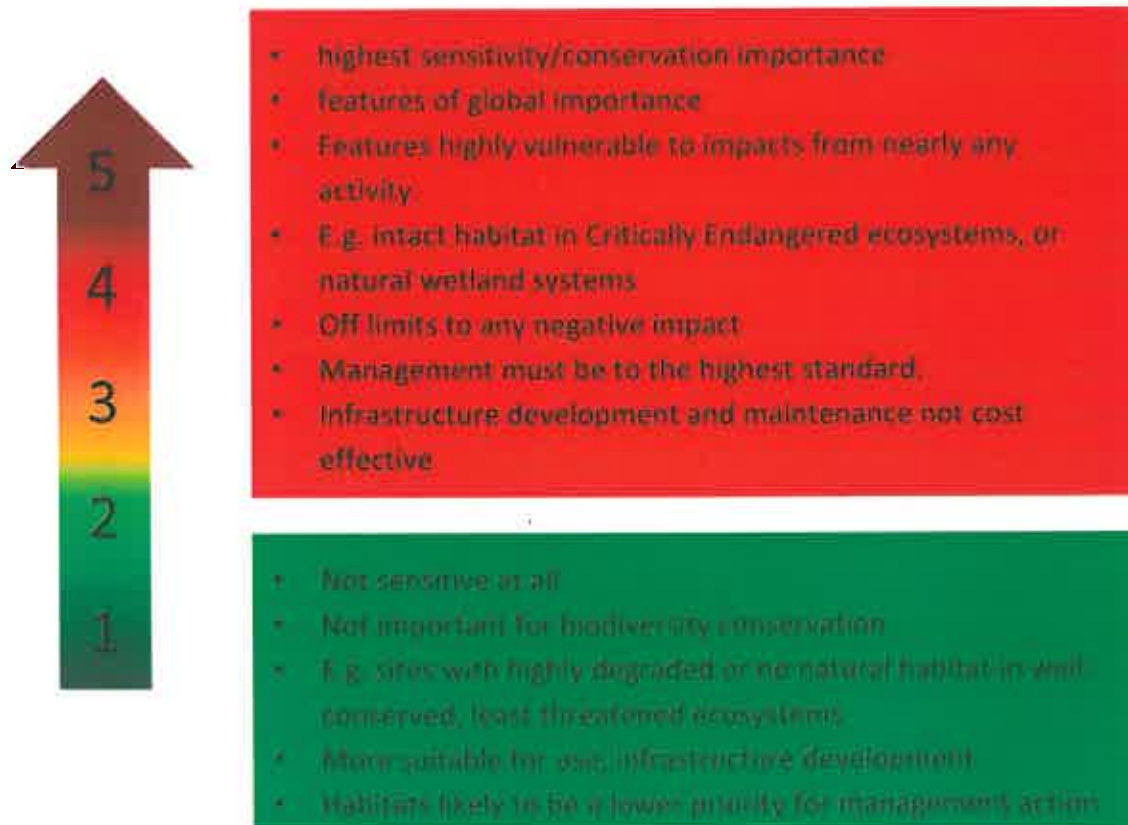 5
4
3
2
1
• highest sensitivity/conservation importance
• features of global importance
• Features highly vulnerable to impacts from nearly any
activity
• E.g. intact habitat in Critically Endangered ecosystems, or
natural wetland systems
• Off limits to any negative impact
• Management must be to the highest standard.
• Infrastructure development and maintenance not cost
effective
• Not sensitive at all
• Not important for biodiversity conservation
• E.g. sites with highly degraded or no natural habitat in well
conserved, least threatened ecosystems
• More suitable for use, infrastructure development
• Habitats likely to be a lower priority for management action